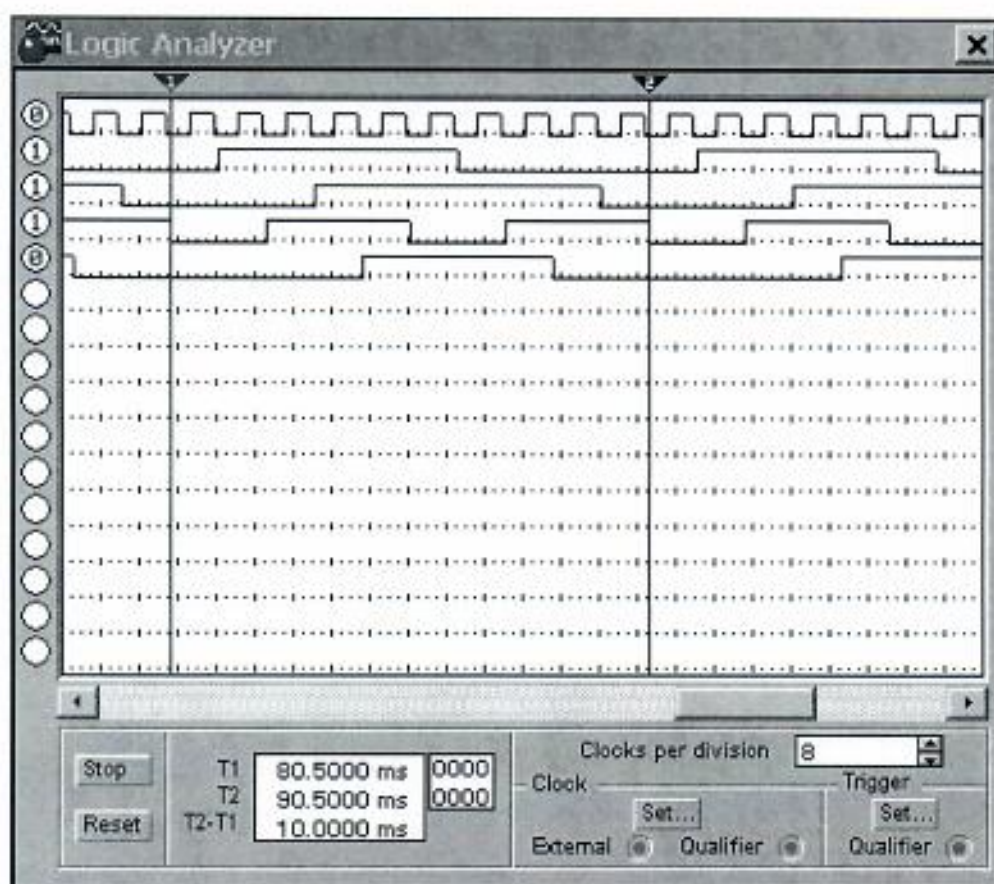 Logic Analyzer
1 2
0
1
1
1
0
Clocks per division 8
Stop T1 80.5000 ms 0000
T2 90.5000 ms 0000
Reset T2-T1 10.0000 ms
Clock Trigger
Set... Set...
External Qualifier Qualifier